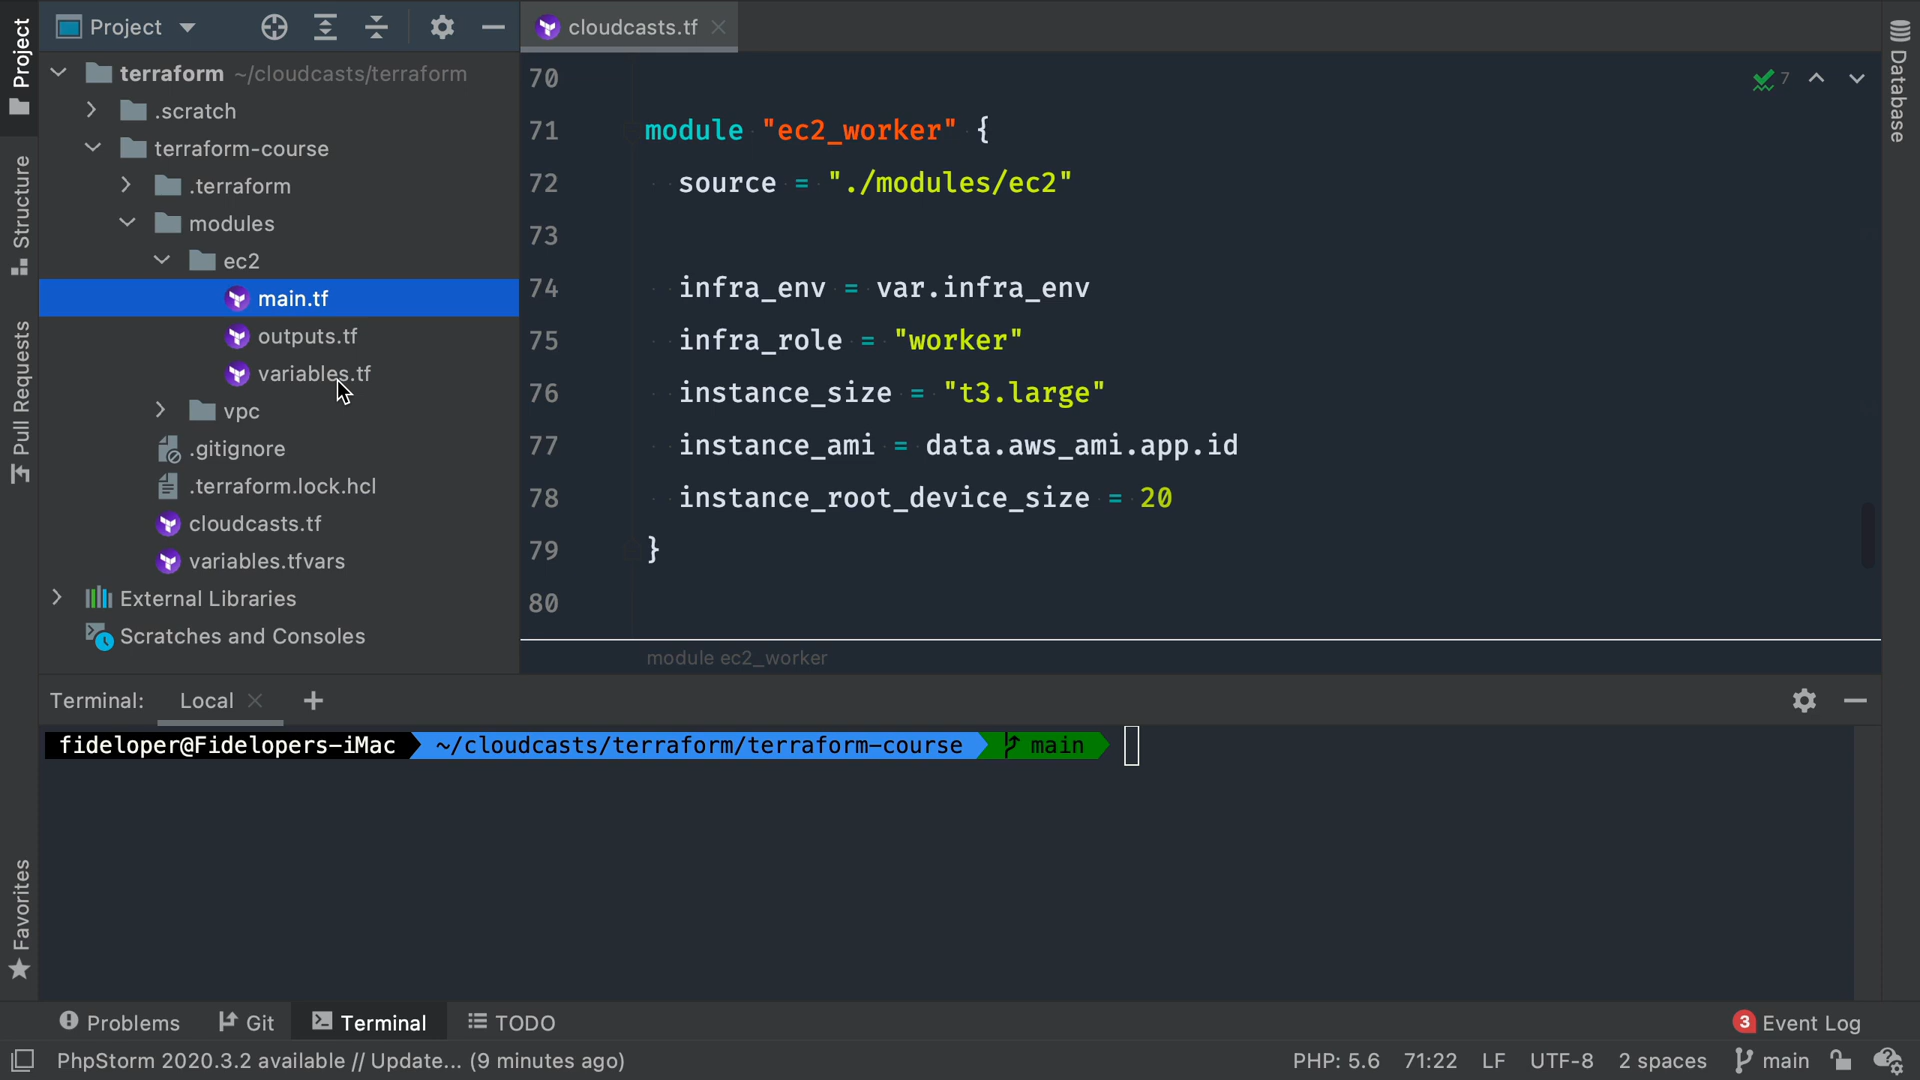 Project
Structure
Pull Requests
Favorites
Project
terraform ~/cloudcasts/terraform
.scratch
terraform-course
.terraform
modules
ec2
main.tf
outputs.tf
variables.tf
vpc
.gitignore
.terraform.lock.hcl
cloudcasts.tf
variables.tfvars
External Libraries
Scratches and Consoles
cloudcasts.tf
7
70
71 module "ec2_worker" {
72 source = "./modules/ec2"
73
74 infra_env = var.infra_env
75 infra_role = "worker"
76 instance_size = "t3.large"
77 instance_ami = data.aws_ami.app.id
78 instance_root_device_size = 20
79 }
80
module ec2_worker
Database
Terminal: Local
fideloper@Fidelopers-iMac ~/cloudcasts/terraform/terraform-course main
Problems Git Terminal TODO 3 Event Log
PhpStorm 2020.3.2 available // Update... (9 minutes ago) PHP: 5.6 71:22 LF UTF-8 2 spaces main